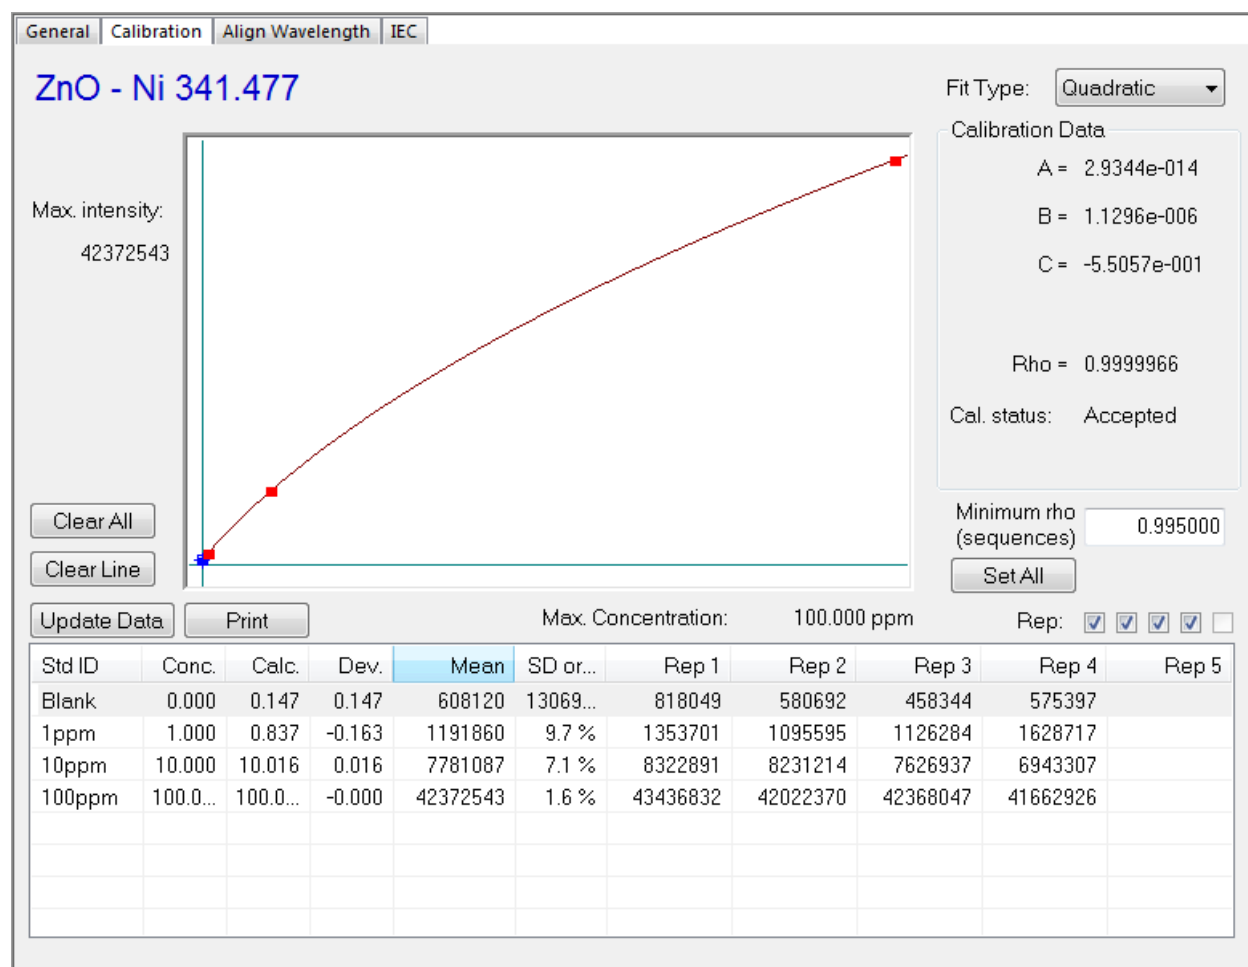 General Calibration Align Wavelength IEC
ZnO - Ni 341.477
Fit Type: Quadratic
Calibration Data
A = 2.9344e-014
Max. intensity:
B = 1.1296e-006
42372543
C = -5.5057e-001
Rho = 0.9999966
Cal. status: Accepted
Clear All
Minimum rho
(sequences) 0.995000
Clear Line
Set All
Update Data Print Max. Concentration: 100.000 ppm Rep:
Std ID Conc. Calc. Dev. Mean SD or... Rep 1 Rep 2 Rep 3 Rep 4 Rep 5
Blank 0.000 0.147 0.147 608120 13069... 818049 580692 458344 575397
1ppm 1.000 0.837 -0.163 1191860 9.7 % 1353701 1095595 1126284 1628717
10ppm 10.000 10.016 0.016 7781087 7.1 % 8322891 8231214 7626937 6943307
100ppm 100.0... 100.0... -0.000 42372543 1.6 % 43436832 42022370 42368047 41662926